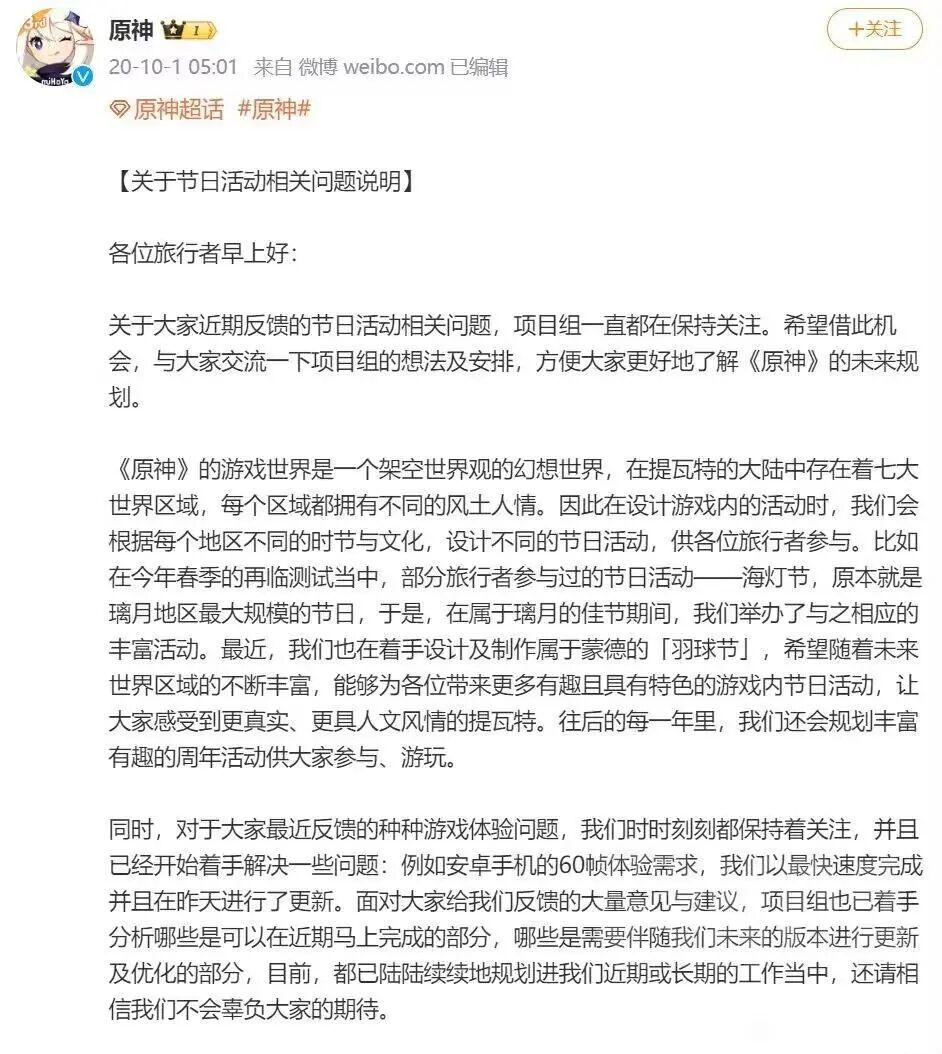 3rd
miHoYo
原神 1
+关注
20-10-1 05:01 来自 微博 weibo.com 已编辑
原神超话 #原神#
【关于节日活动相关问题说明】
各位旅行者早上好：
关于大家近期反馈的节日活动相关问题，项目组一直都在保持关注。希望借此机
会，与大家交流一下项目组的想法及安排，方便大家更好地了解《原神》的未来规
划。
《原神》的游戏世界是一个架空世界观的幻想世界，在提瓦特的大陆中存在着七大
世界区域，每个区域都拥有不同的风土人情。因此在设计游戏内的活动时，我们会
根据每个地区不同的时节与文化，设计不同的节日活动，供各位旅行者参与。比如
在今年春季的再临测试当中，部分旅行者参与过的节日活动——海灯节，原本就是
璃月地区最大规模的节日，于是，在属于璃月的佳节期间，我们举办了与之相应的
丰富活动。最近，我们也在着手设计及制作属于蒙德的「羽球节」，希望随着未来
世界区域的不断丰富，能够为各位带来更多有趣且具有特色的游戏内节日活动，让
大家感受到更真实、更具人文风情的提瓦特。往后的每一年里，我们还会规划丰富
有趣的周年活动供大家参与、游玩。
同时，对于大家最近反馈的种种游戏体验问题，我们时时刻刻都保持着关注，并且
已经开始着手解决一些问题：例如安卓手机的60帧体验需求，我们以最快速度完成
并且在昨天进行了更新。面对大家给我们反馈的大量意见与建议，项目组也已着手
分析哪些是可以在近期马上完成的部分，哪些是需要伴随我们未来的版本进行更新
及优化的部分，目前，都已陆陆续续地规划进我们近期或长期的工作当中，还请相
信我们不会辜负大家的期待。